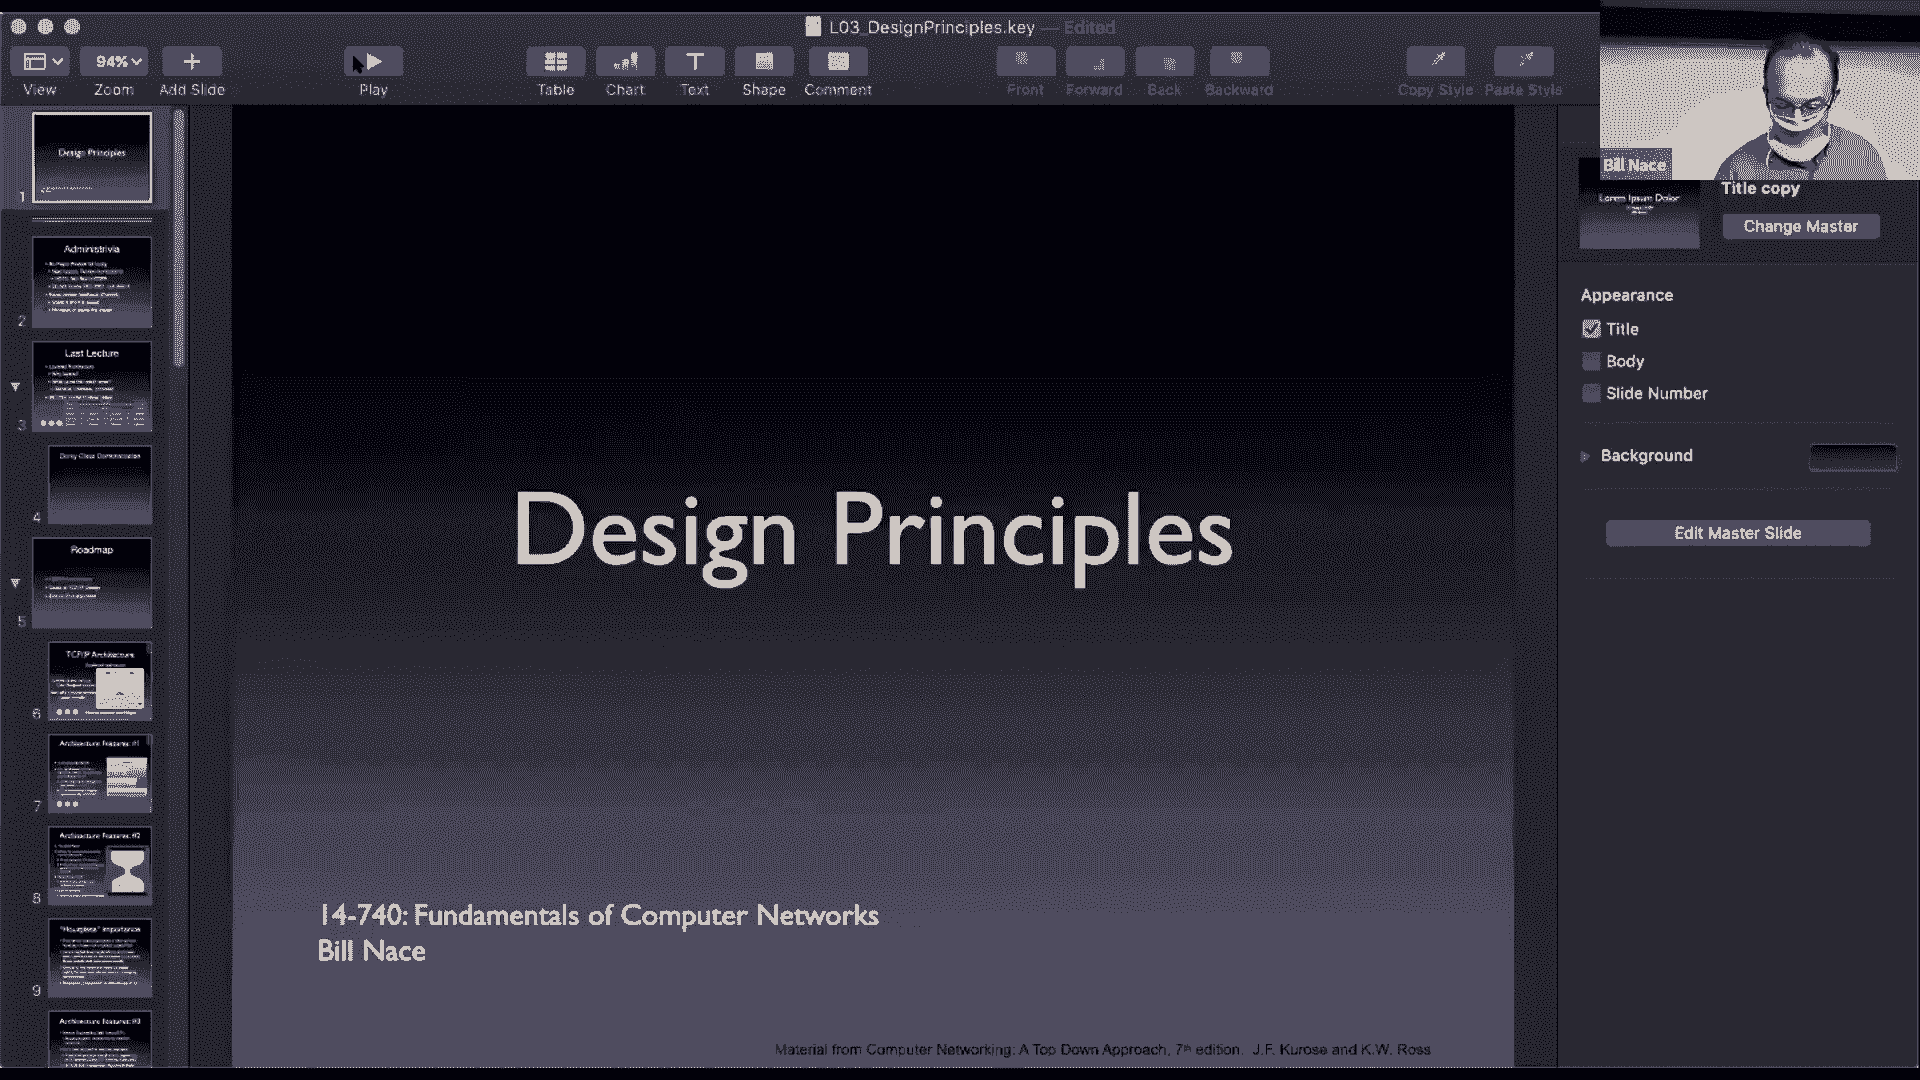 L03_DesignPrinciples.key — Edited
94%
View
Zoom
Add Slide
Play
Table
Chart
Text
Shape
Comment
Front
Forward
Back
Backward
Copy Style
Paste Style
Bill Nace
Design Principles
1
Administrivia
2
Last Lecture
3
4
Roadmap
5
TCP/IP Architecture
6
Architecture Features: #1
7
Architecture Features: #2
8
"Hourglass" Importance
9
Architecture Features: #3
Design Principles
14-740: Fundamentals of Computer Networks
Bill Nace
Material from Computer Networking: A Top Down Approach, 7th edition. J.F. Kurose and K.W. Ross
Lorem Ipsum Dolor
Title copy
Change Master
Appearance
Title
Body
Slide Number
Background
Edit Master Slide